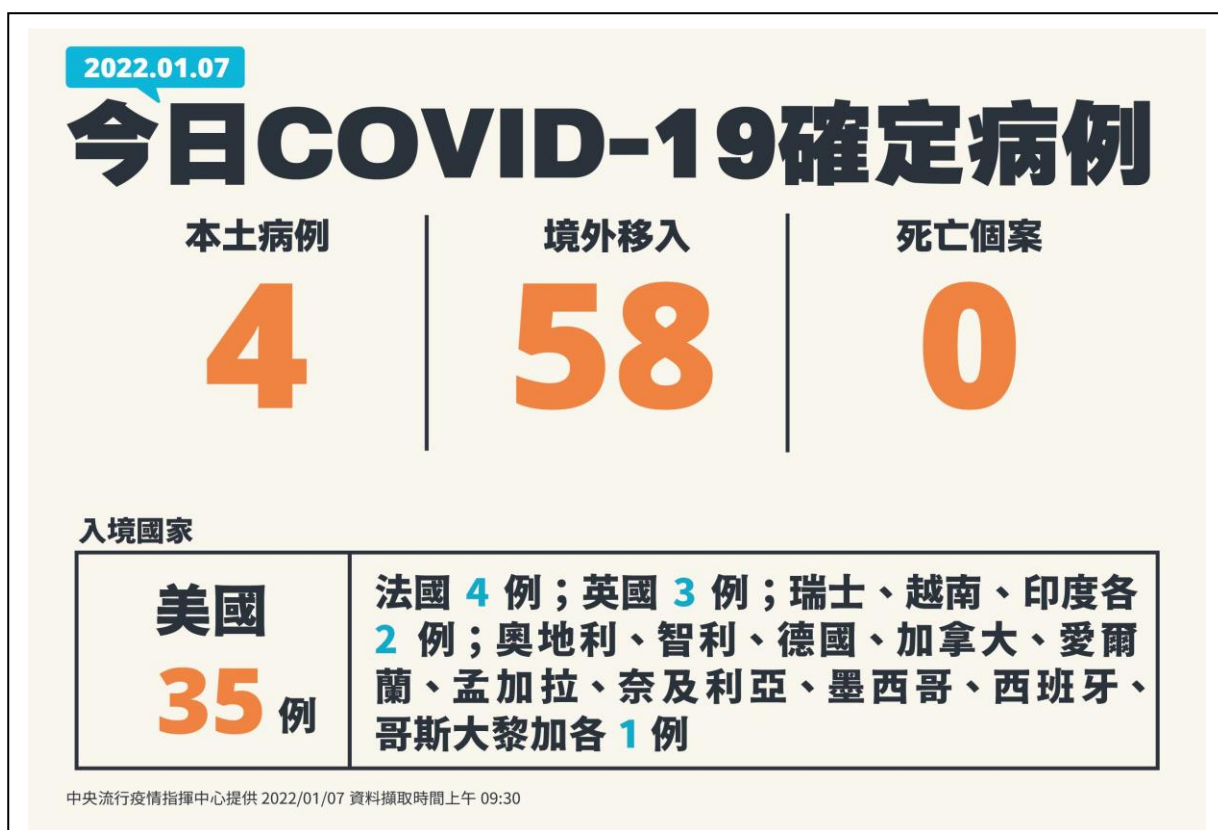 2022.01.07
今日COVID-19確定病例
本土病例
4
境外移入
58
死亡個案
0
入境國家
美國
35 例
法國 4 例；英國 3 例；瑞士、越南、印度各
2 例；奧地利、智利、德國、加拿大、愛爾
蘭、孟加拉、奈及利亞、墨西哥、西班牙、
哥斯大黎加各 1 例
中央流行疫情指揮中心提供 2022/01/07 資料擷取時間上午 09:30